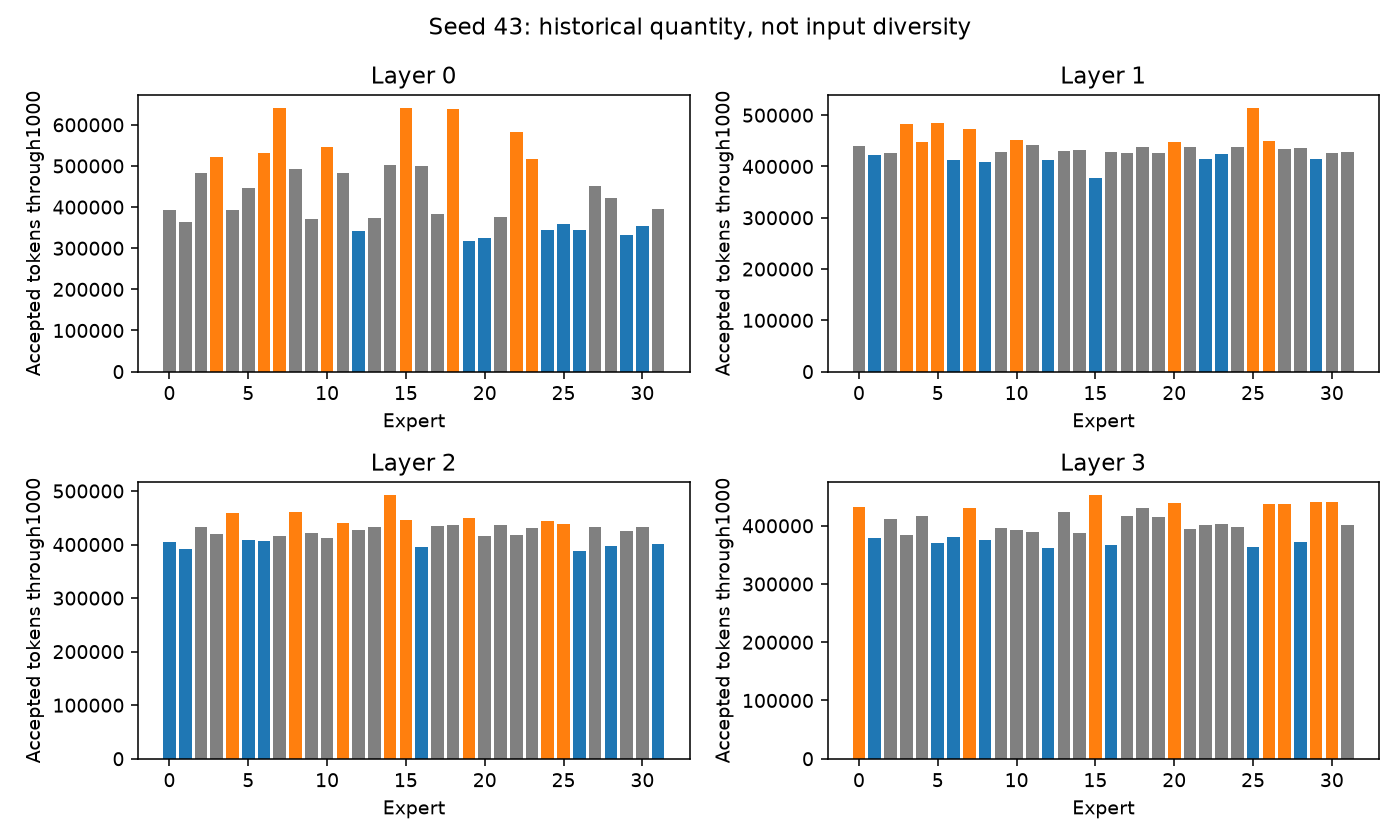 Seed 43: historical quantity, not input diversity
Layer 0
Accepted tokens through1000
600000
500000
400000
300000
200000
100000
0
0 5 10 15 20 25 30
Expert
Layer 1
Accepted tokens through1000
500000
400000
300000
200000
100000
0
0 5 10 15 20 25 30
Expert
Layer 2
Accepted tokens through1000
500000
400000
300000
200000
100000
0
0 5 10 15 20 25 30
Expert
Layer 3
Accepted tokens through1000
400000
300000
200000
100000
0
0 5 10 15 20 25 30
Expert